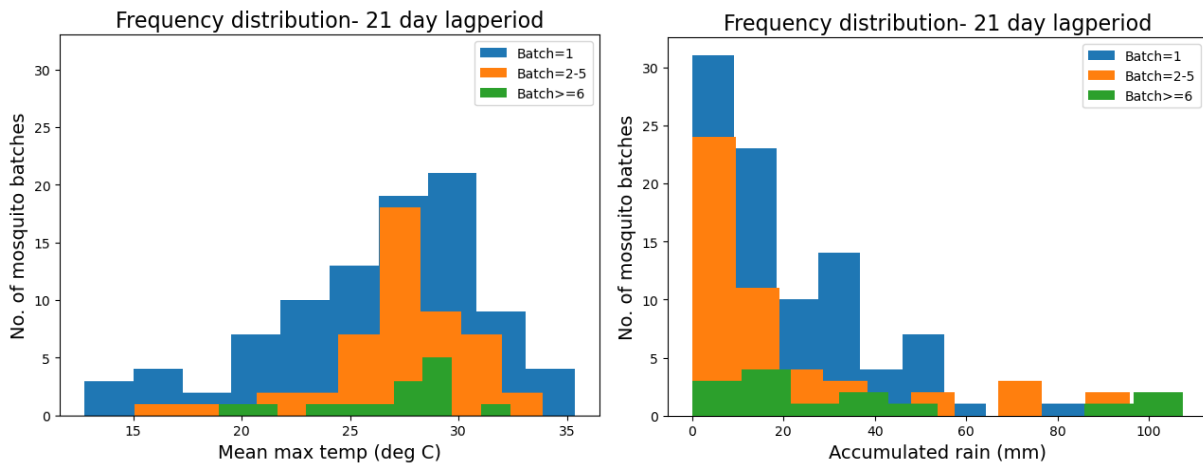 Frequency distribution- 21 day lagperiod
No. of mosquito batches
30
25
20
15
10
5
0
Batch=1
Batch=2-5
Batch>=6
15 20 25 30 35
Mean max temp (deg C)
Frequency distribution- 21 day lagperiod
No. of mosquito batches
30
25
20
15
10
5
0
Batch=1
Batch=2-5
Batch>=6
0 20 40 60 80 100
Accumulated rain (mm)